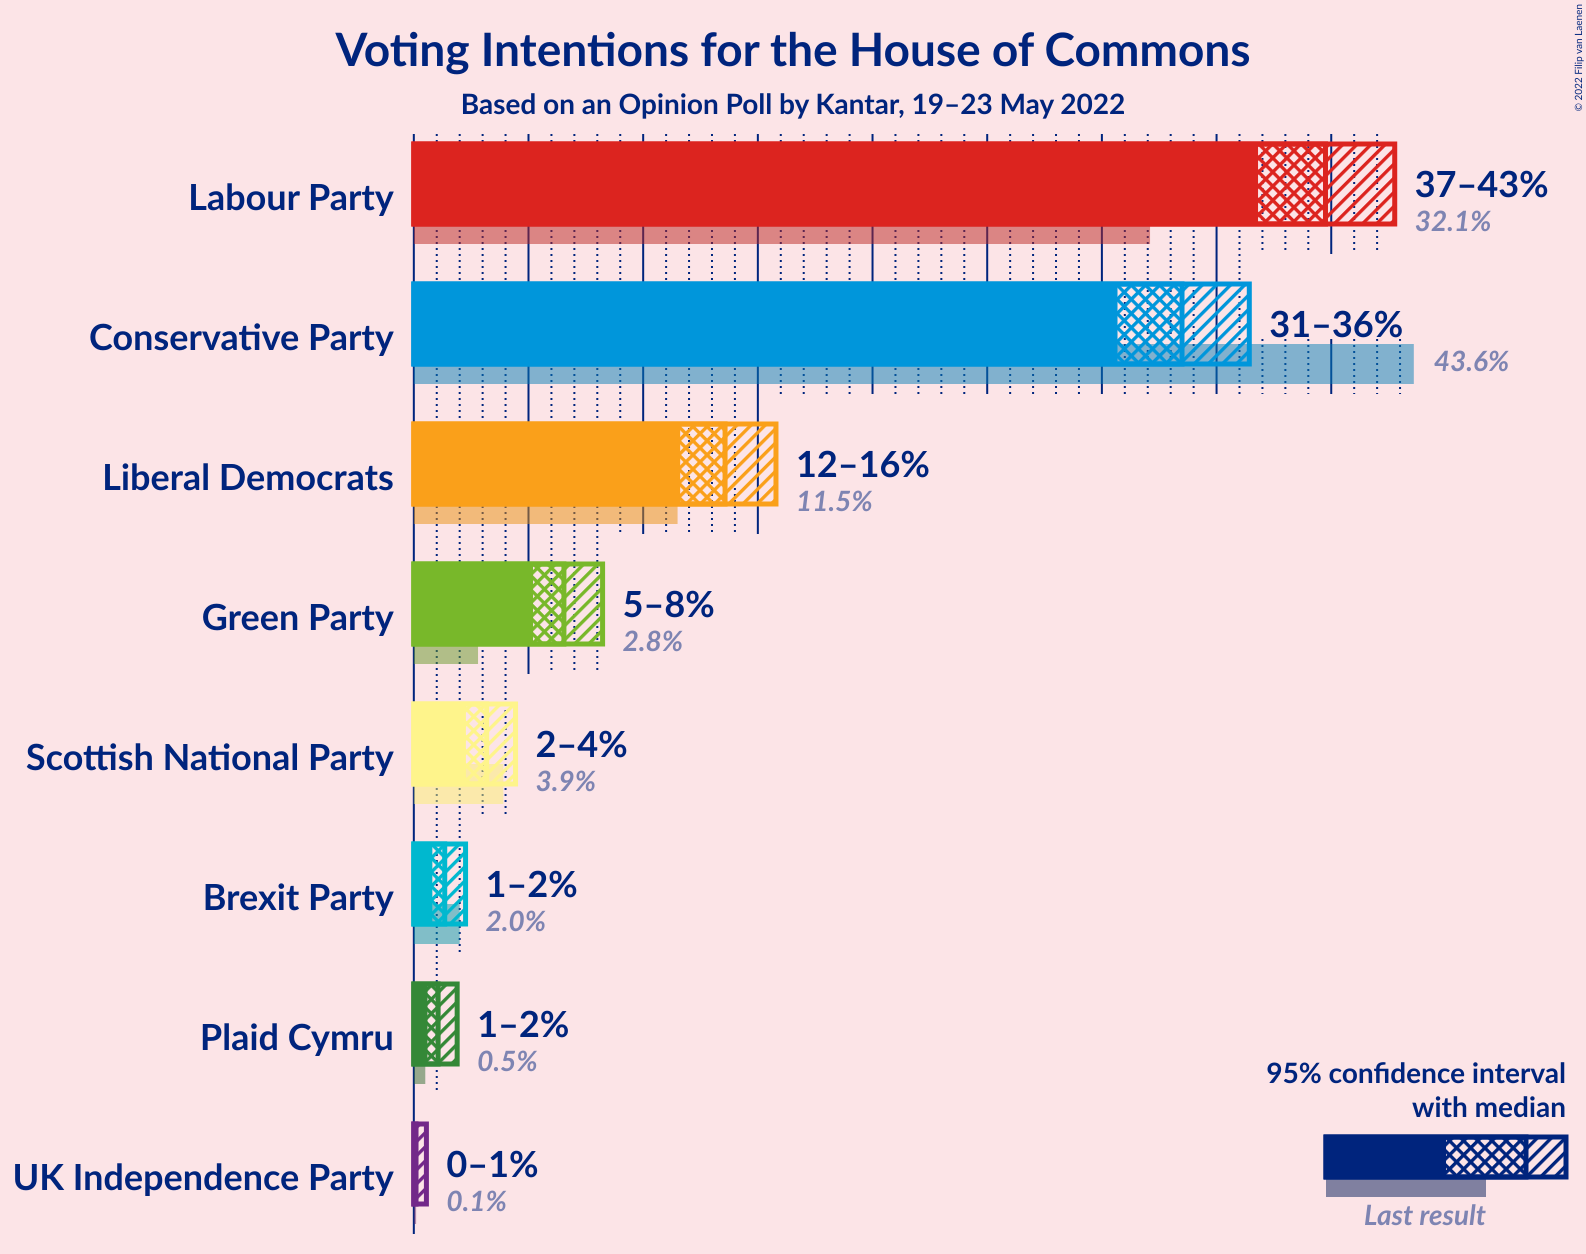 Voting Intentions for the House of Commons
Based on an Opinion Poll by Kantar, 19–23 May 2022
© 2022 Filip van Laenen
Labour Party
37–43%
32.1%
Conservative Party
31–36%
43.6%
Liberal Democrats
12–16%
11.5%
Green Party
5–8%
2.8%
Scottish National Party
2–4%
3.9%
Brexit Party
1–2%
2.0%
Plaid Cymru
1–2%
0.5%
UK Independence Party
0–1%
0.1%
95% confidence interval
with median
Last result